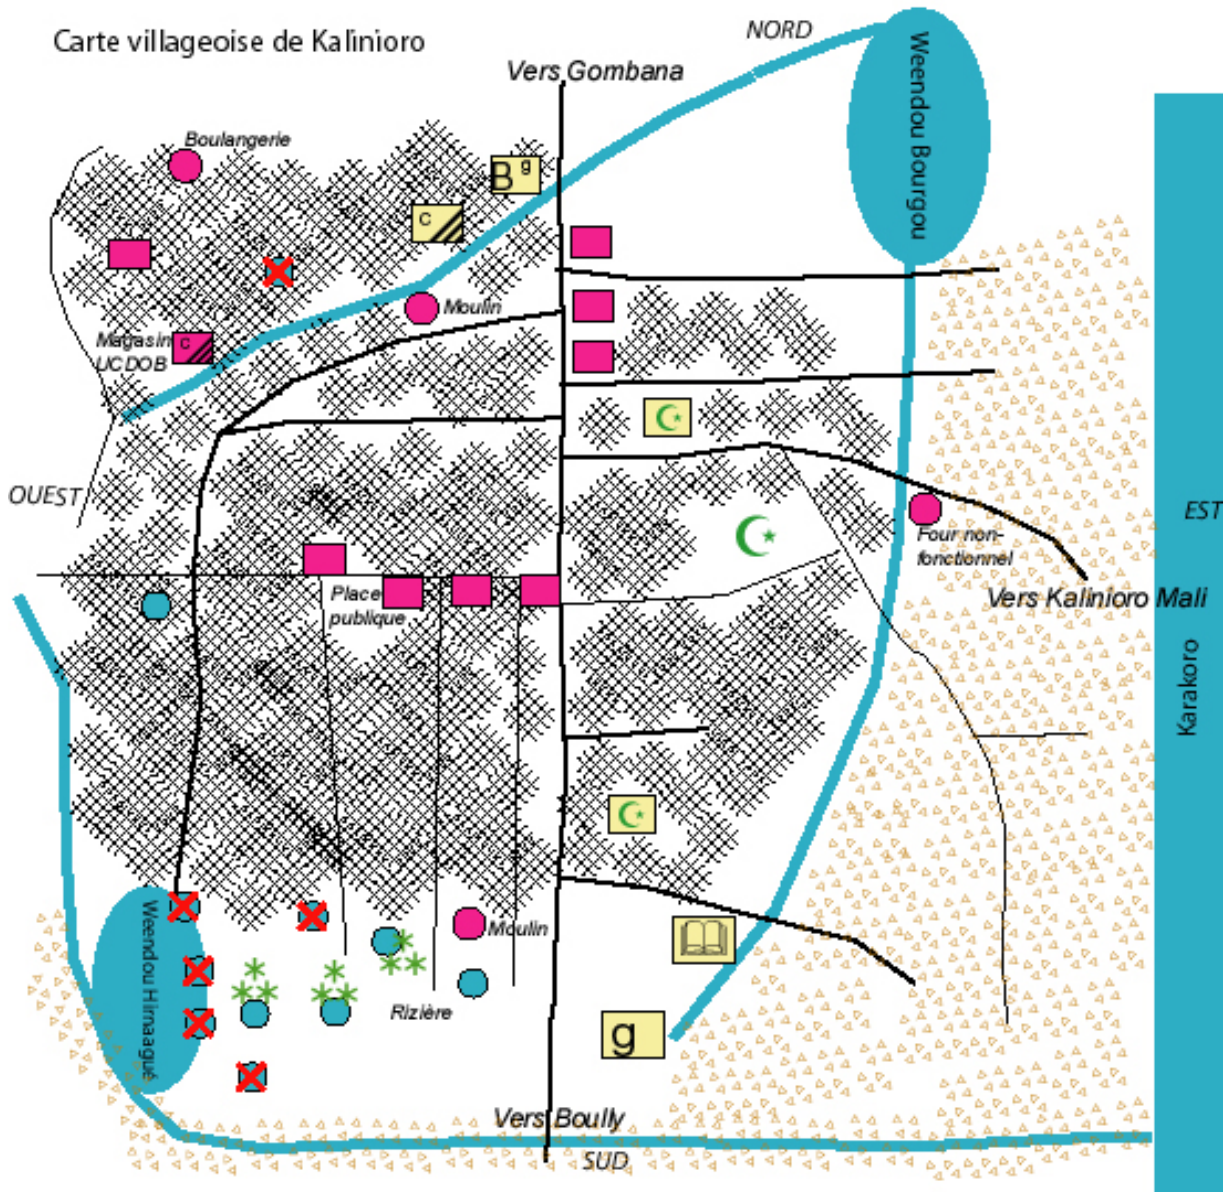 Carte villageoise de Kalinioro
NORD
Vers Gombana
Weendou Bourgou
Boulangerie
B g
c
Moulin
Magasin
UCDOB
c
OUEST
EST
Four non-
fonctionnel
Place
publique
Vers Kalinioro Mali
Karakoro
Weendou Hirnaagué
Moulin
Rizière
g
Vers Boully
SUD